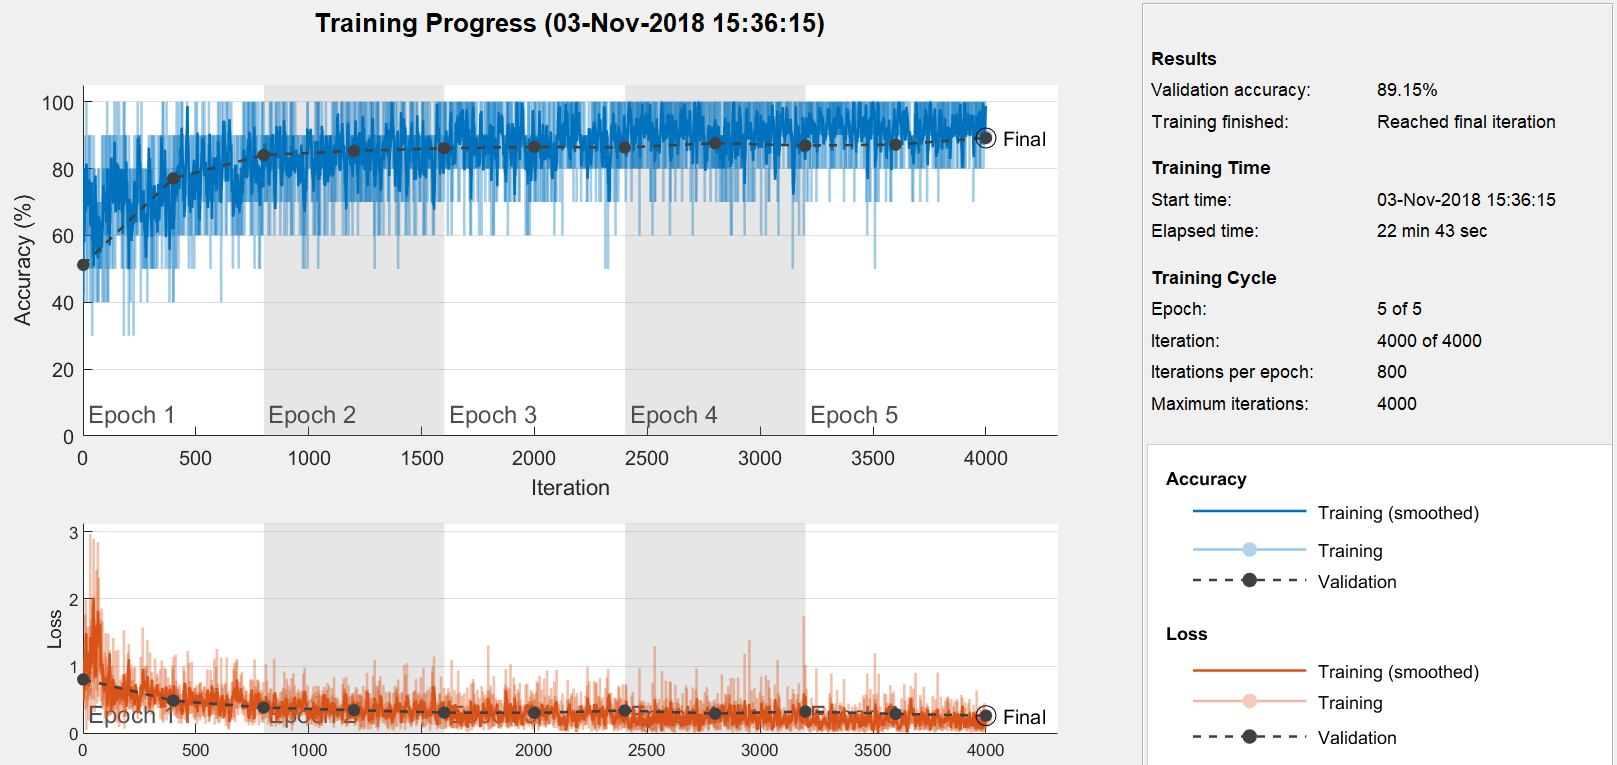 Training Progress (03-Nov-2018 15:36:15)
Accuracy (%)
100
80
60
40
20
0
Epoch 1
Epoch 2
Epoch 3
Epoch 4
Epoch 5
Final
0
500
1000
1500
2000
2500
3000
3500
4000
Iteration
Loss
3
2
1
0
Epoch 1
Epoch 2
Final
0
500
1000
1500
2000
2500
3000
3500
4000
Results
Validation accuracy: 89.15%
Training finished: Reached final iteration
Training Time
Start time: 03-Nov-2018 15:36:15
Elapsed time: 22 min 43 sec
Training Cycle
Epoch: 5 of 5
Iteration: 4000 of 4000
Iterations per epoch: 800
Maximum iterations: 4000
Accuracy
Training (smoothed)
Training
Validation
Loss
Training (smoothed)
Training
Validation